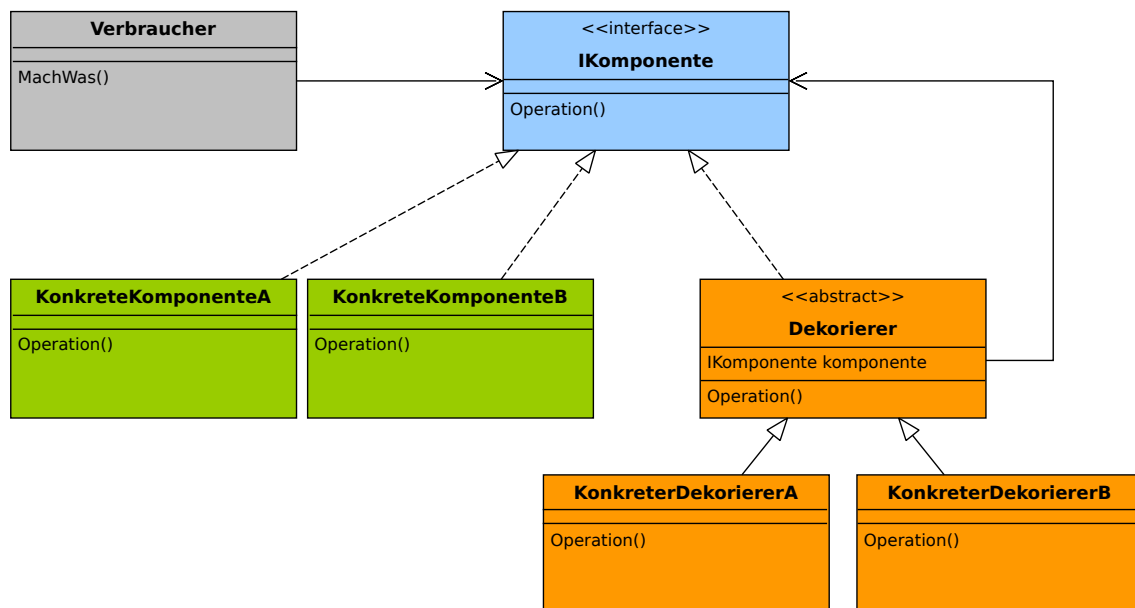 Verbraucher
MachWas()
<<interface>>
IKomponente
Operation()
KonkreteKomponenteA
Operation()
KonkreteKomponenteB
Operation()
<<abstract>>
Dekorierer
IKomponente komponente
Operation()
KonkreterDekoriererA
Operation()
KonkreterDekoriererB
Operation()